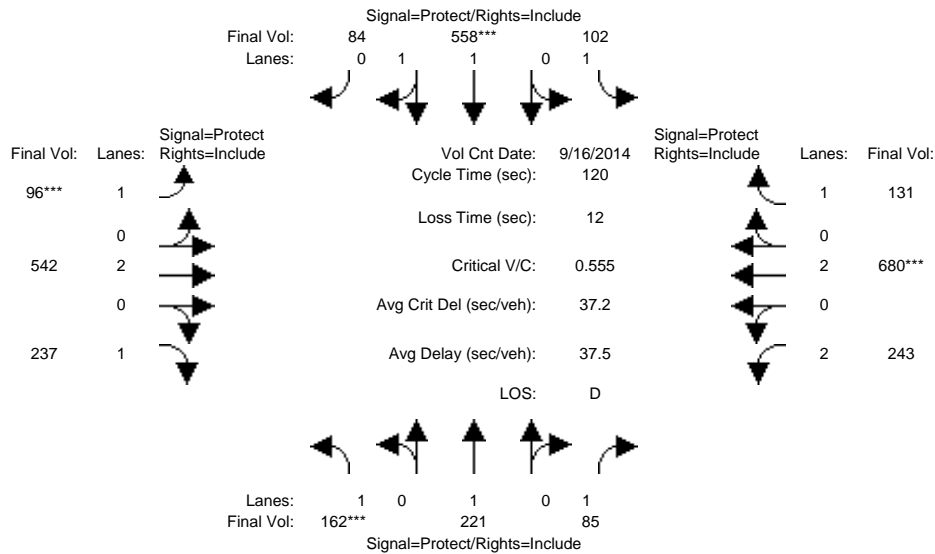 Signal=Protect/Rights=Include
Final Vol: 84 558*** 102
Lanes: 0 1 1 0 1
Signal=Protect Signal=Protect
Final Vol: Lanes: Rights=Include Vol Cnt Date: 9/16/2014 Rights=Include Lanes: Final Vol:
Cycle Time (sec): 120
96*** 1 1 131
Loss Time (sec): 12
0 0
542 2 Critical V/C: 0.555 2 680***
0 Avg Crit Del (sec/veh): 37.2 0
237 1 Avg Delay (sec/veh): 37.5 2 243
LOS: D
Lanes: 1 0 1 0 1
Final Vol: 162*** 221 85
Signal=Protect/Rights=Include